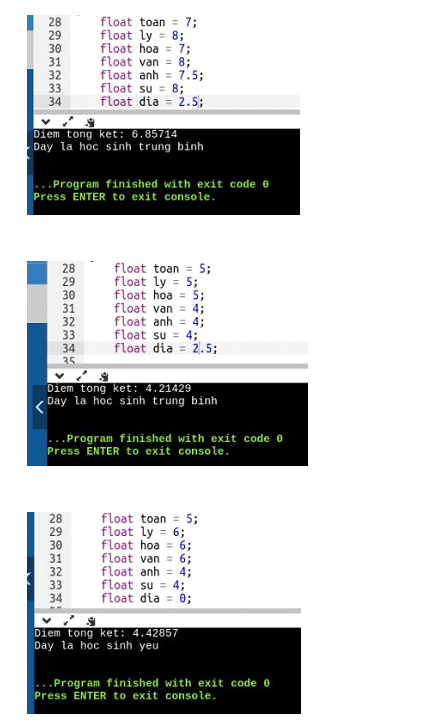 28 float toan = 7;
29 float ly = 8;
30 float hoa = 7;
31 float van = 8;
32 float anh = 7.5;
33 float su = 8;
34 float dia = 2.5;
Diem tong ket: 6.85714
Day la hoc sinh trung binh
...Program finished with exit code 0
Press ENTER to exit console.
28 float toan = 5;
29 float ly = 5;
30 float hoa = 5;
31 float van = 4;
32 float anh = 4;
33 float su = 4;
34 float dia = 2.5;
35
Diem tong ket: 4.21429
Day la hoc sinh trung binh
...Program finished with exit code 0
Press ENTER to exit console.
28 float toan = 5;
29 float ly = 6;
30 float hoa = 6;
31 float van = 6;
32 float anh = 4;
33 float su = 4;
34 float dia = 0;
Diem tong ket: 4.42857
Day la hoc sinh yeu
...Program finished with exit code 0
Press ENTER to exit console.